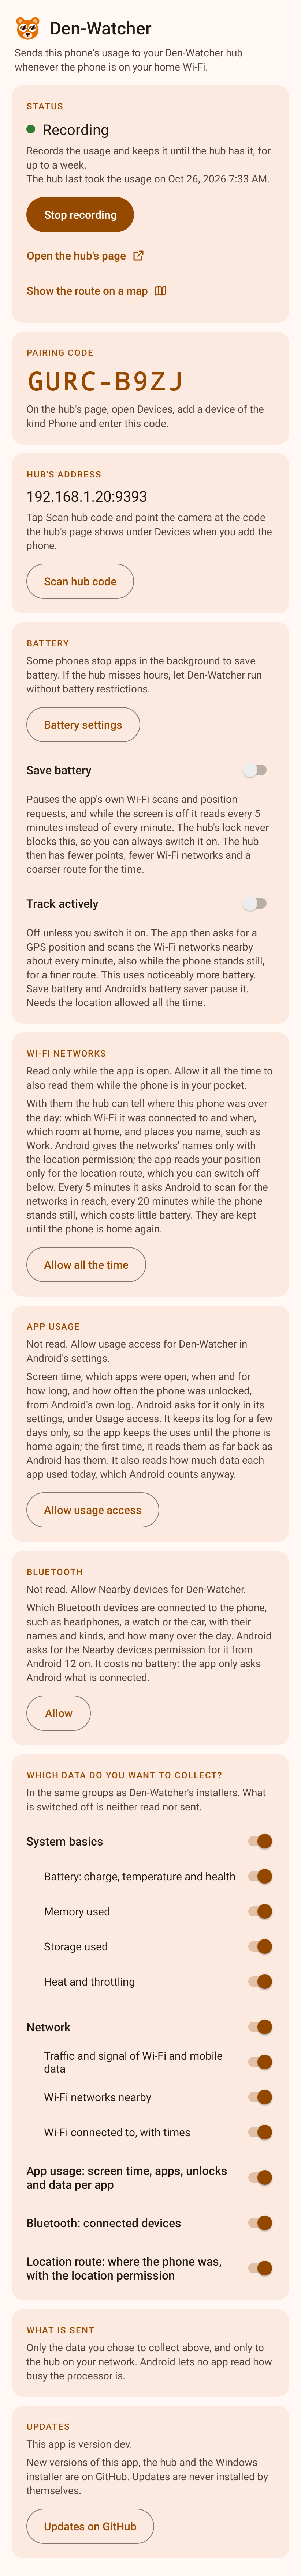 Den-Watcher
Sends this phone's usage to your Den-Watcher hub
whenever the phone is on your home Wi-Fi.
STATUS
Recording
Records the usage and keeps it until the hub has it, for
up to a week.
The hub last took the usage on Oct 26, 2026 7:33 AM.
Stop recording
Open the hub's page
Show the route on a map
PAIRING CODE
GURC-B9ZJ
On the hub's page, open Devices, add a device of the
kind Phone and enter this code.
HUB'S ADDRESS
192.168.1.20:9393
Tap Scan hub code and point the camera at the code
the hub's page shows under Devices when you add the
phone.
Scan hub code
BATTERY
Some phones stop apps in the background to save
battery. If the hub misses hours, let Den-Watcher run
without battery restrictions.
Battery settings
Save battery
Pauses the app's own Wi-Fi scans and position
requests, and while the screen is off it reads every 5
minutes instead of every minute. The hub's lock never
blocks this, so you can always switch it on. The hub
then has fewer points, fewer Wi-Fi networks and a
coarser route for the time.
Track actively
Off unless you switch it on. The app then asks for a
GPS position and scans the Wi-Fi networks nearby
about every minute, also while the phone stands still,
for a finer route. This uses noticeably more battery.
Save battery and Android's battery saver pause it.
Needs the location allowed all the time.
WI-FI NETWORKS
Read only while the app is open. Allow it all the time to
also read them while the phone is in your pocket.
With them the hub can tell where this phone was over
the day: which Wi-Fi it was connected to and when,
which room at home, and places you name, such as
Work. Android gives the networks' names only with
the location permission; the app reads your position
only for the location route, which you can switch off
below. Every 5 minutes it asks Android to scan for the
networks in reach, every 20 minutes while the phone
stands still, which costs little battery. They are kept
until the phone is home again.
Allow all the time
APP USAGE
Not read. Allow usage access for Den-Watcher in
Android's settings.
Screen time, which apps were open, when and for
how long, and how often the phone was unlocked,
from Android's own log. Android asks for it only in its
settings, under Usage access. It keeps its log for a few
days only, so the app keeps the uses until the phone is
home again; the first time, it reads them as far back as
Android has them. It also reads how much data each
app used today, which Android counts anyway.
Allow usage access
BLUETOOTH
Not read. Allow Nearby devices for Den-Watcher.
Which Bluetooth devices are connected to the phone,
such as headphones, a watch or the car, with their
names and kinds, and how many over the day. Android
asks for the Nearby devices permission for it from
Android 12 on. It costs no battery: the app only asks
Android what is connected.
Allow
WHICH DATA DO YOU WANT TO COLLECT?
In the same groups as Den-Watcher's installers. What
is switched off is neither read nor sent.
System basics
Battery: charge, temperature and health
Memory used
Storage used
Heat and throttling
Network
Traffic and signal of Wi-Fi and mobile
data
Wi-Fi networks nearby
Wi-Fi connected to, with times
App usage: screen time, apps, unlocks
and data per app
Bluetooth: connected devices
Location route: where the phone was,
with the location permission
WHAT IS SENT
Only the data you chose to collect above, and only to
the hub on your network. Android lets no app read how
busy the processor is.
UPDATES
This app is version dev.
New versions of this app, the hub and the Windows
installer are on GitHub. Updates are never installed by
themselves.
Updates on GitHub